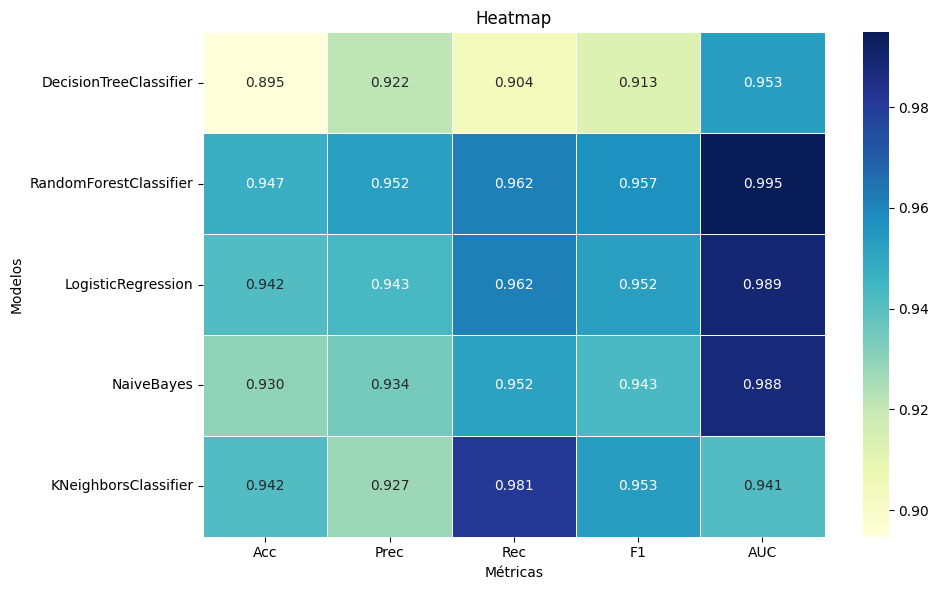 Heatmap
DecisionTreeClassifier 0.895 0.922 0.904 0.913 0.953
RandomForestClassifier 0.947 0.952 0.962 0.957 0.995
LogisticRegression 0.942 0.943 0.962 0.952 0.989
NaiveBayes 0.930 0.934 0.952 0.943 0.988
KNeighborsClassifier 0.942 0.927 0.981 0.953 0.941
Acc Prec Rec F1 AUC
Métricas
Modelos
0.98
0.96
0.94
0.92
0.90